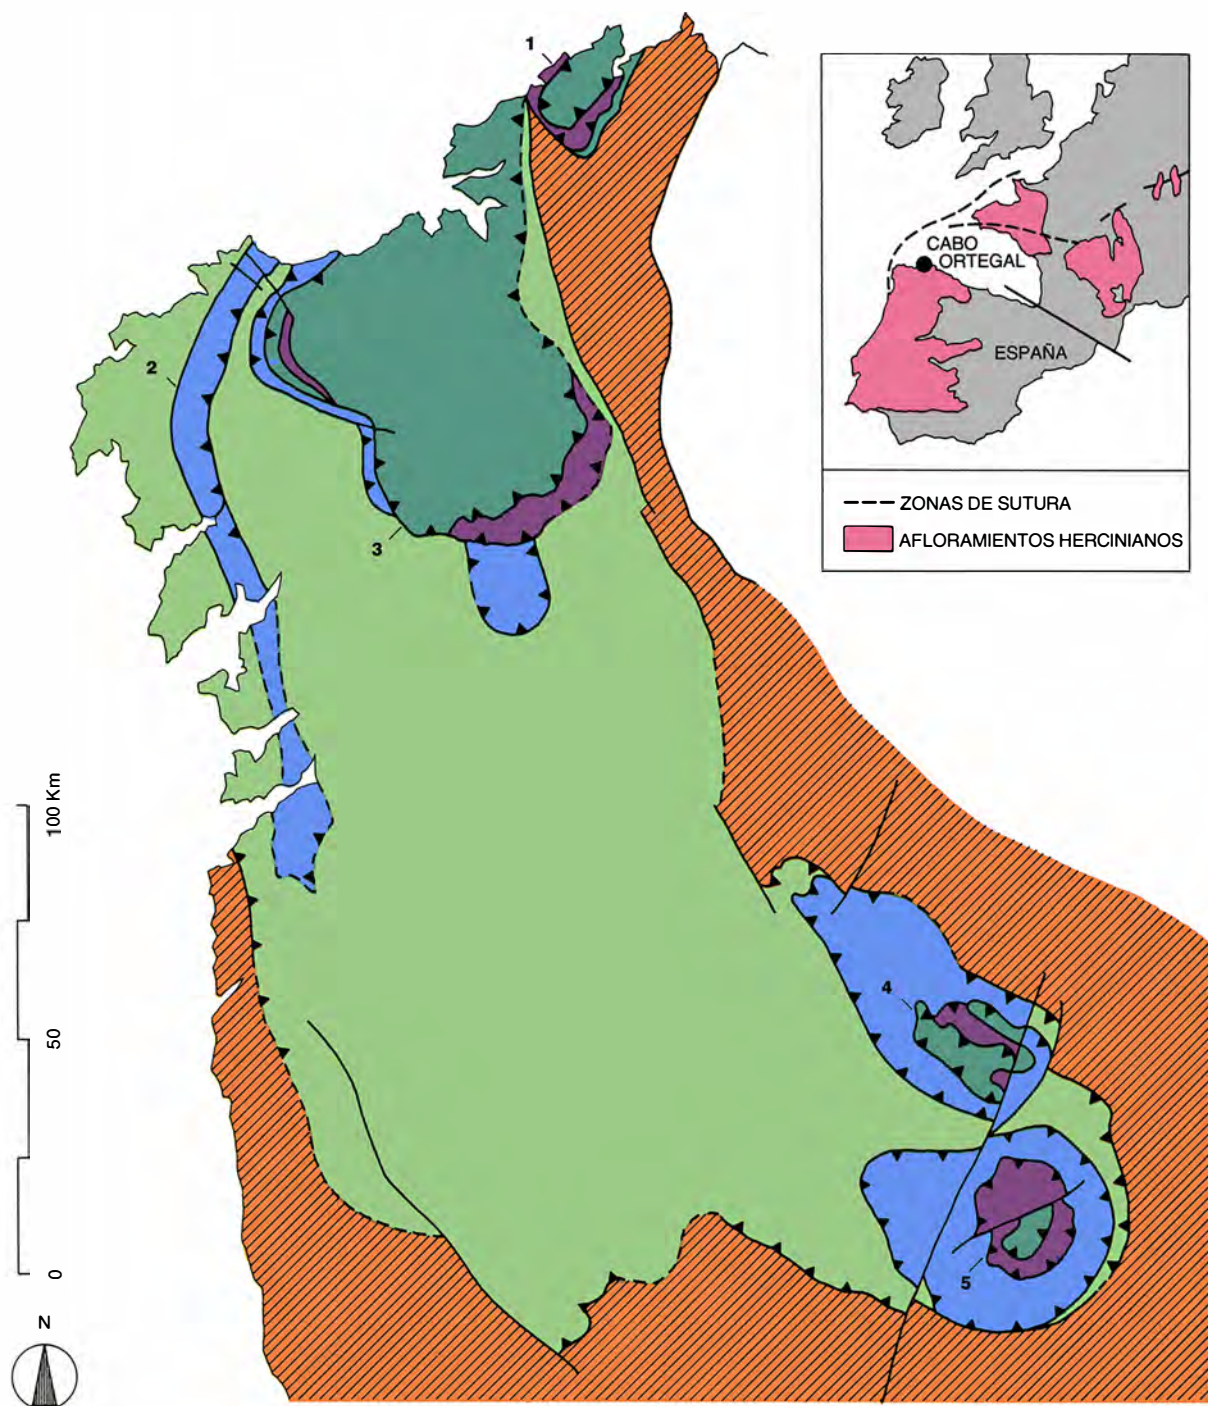 1
CABO
ORTEGAL
ESPAÑA
ZONAS DE SUTURA
AFLORAMIENTOS HERCINIANOS
2
3
100 Km
50
0
4
5
N